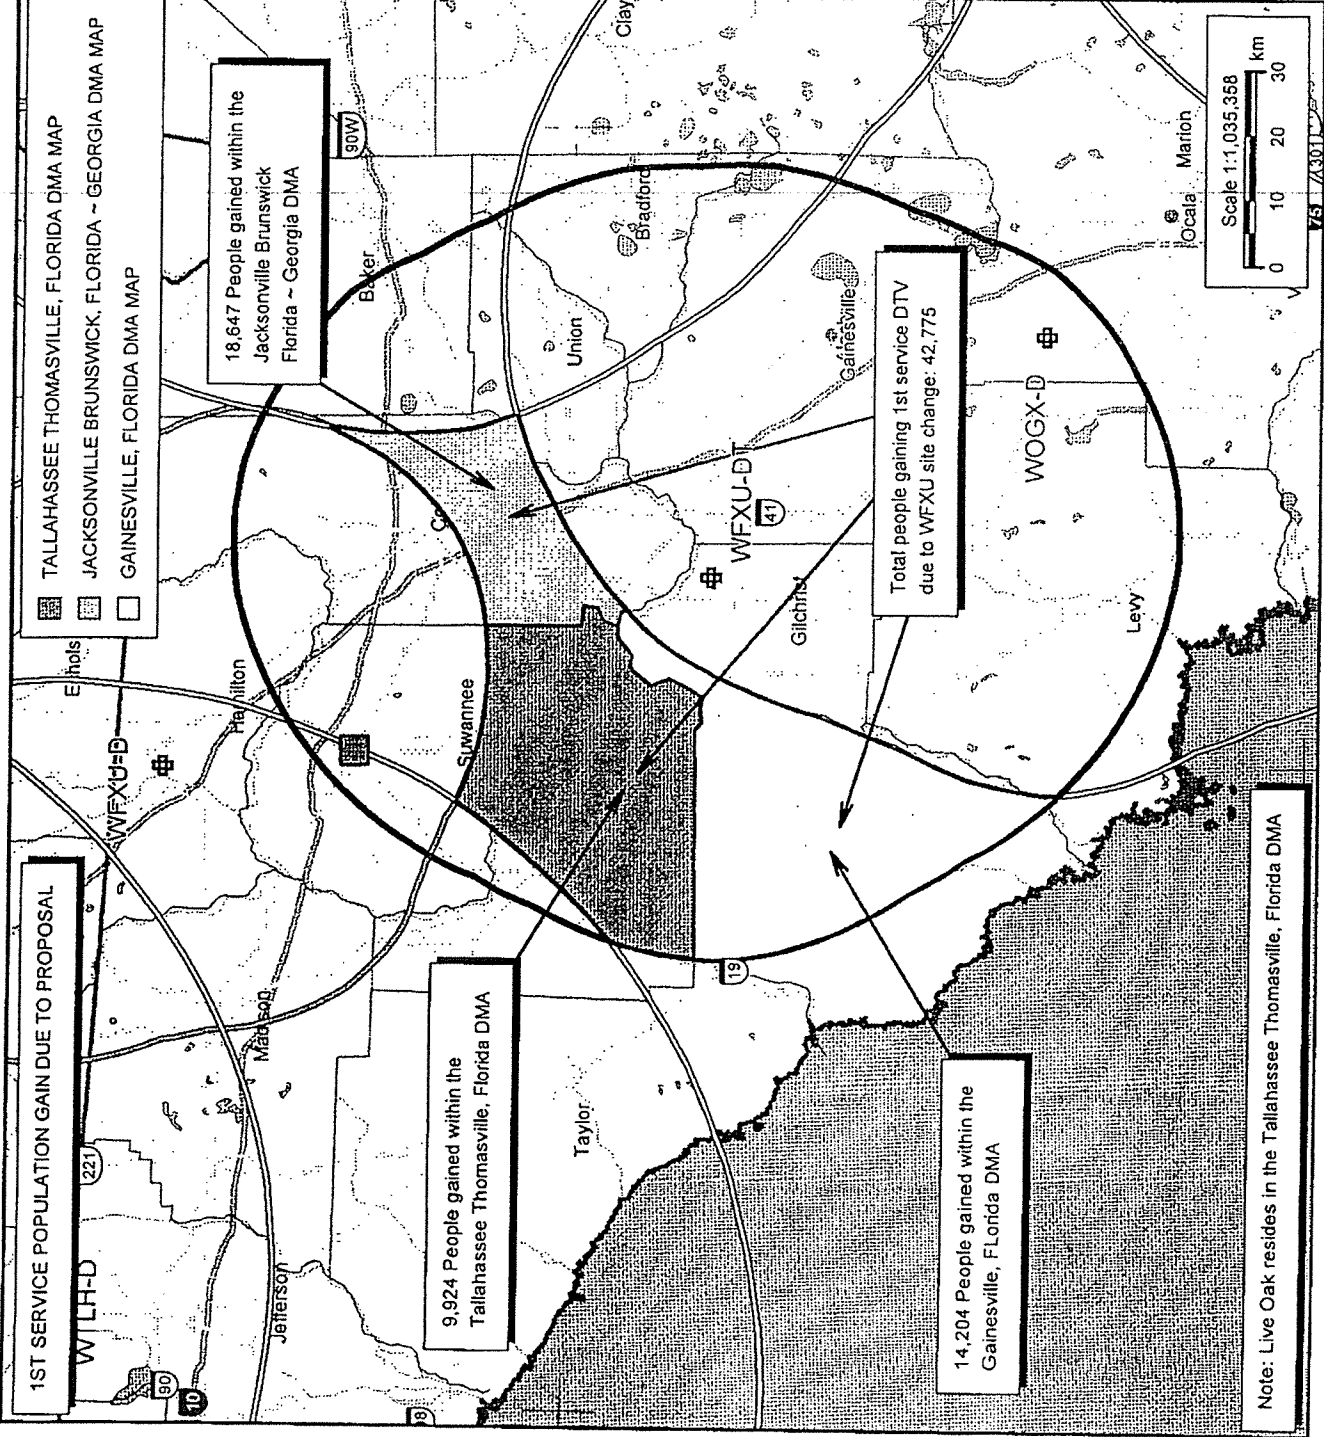 1ST SERVICE POPULATION GAIN DUE TO PROPOSAL
TALLAHASSEE THOMASVILLE, FLORIDA DMA MAP
JACKSONVILLE BRUNSWICK, FLORIDA ~ GEORGIA DMA MAP
GAINESVILLE, FLORIDA DMA MAP
WTLH-D
221
WFXU-D
Echols
90
10
Jefferson
Madison
Hamilton
18,647 People gained within the
Jacksonville Brunswick
Florida ~ Georgia DMA
90W
Baker
9,924 People gained within the
Tallahassee Thomasville, Florida DMA
Suwannee
Taylor
Union
Bradford
Clay
19
WFXU-DT
41
Gilchrist
Gainesville
Total people gaining 1st service DTV
due to WFXU site change: 42,775
14,204 People gained within the
Gainesville, FLorida DMA
WOGX-D
Levy
Ocala
Marion
Scale 1:1,035,358
0 10 20 30
km
75
301
Note: Live Oak resides in the Tallahassee Thomasville, Florida DMA